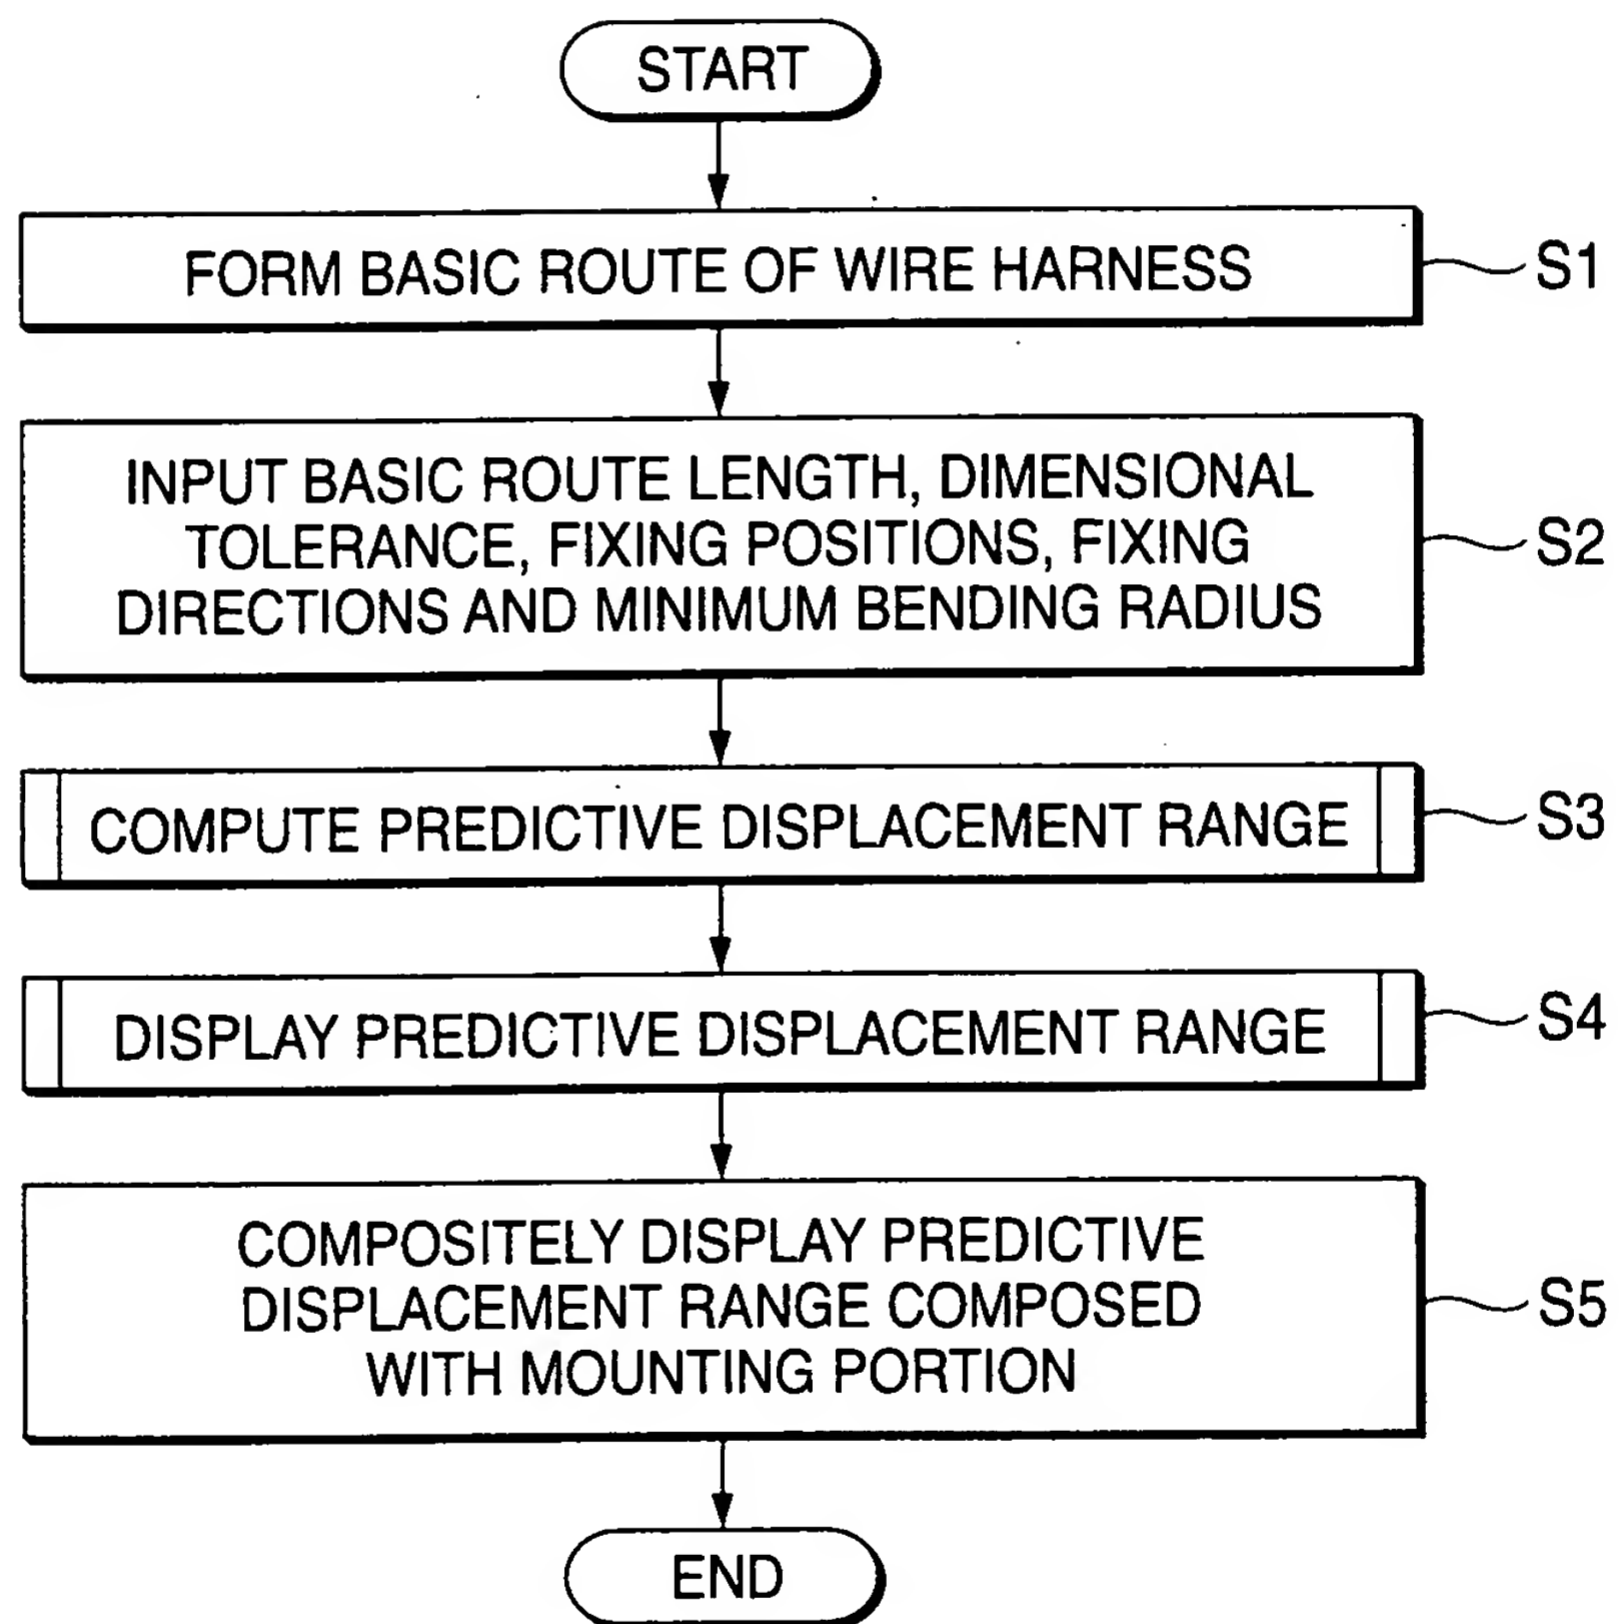 START
FORM BASIC ROUTE OF WIRE HARNESS
S1
INPUT BASIC ROUTE LENGTH, DIMENSIONAL
TOLERANCE, FIXING POSITIONS, FIXING
DIRECTIONS AND MINIMUM BENDING RADIUS
S2
COMPUTE PREDICTIVE DISPLACEMENT RANGE
S3
DISPLAY PREDICTIVE DISPLACEMENT RANGE
S4
COMPOSITELY DISPLAY PREDICTIVE
DISPLACEMENT RANGE COMPOSED
WITH MOUNTING PORTION
S5
END